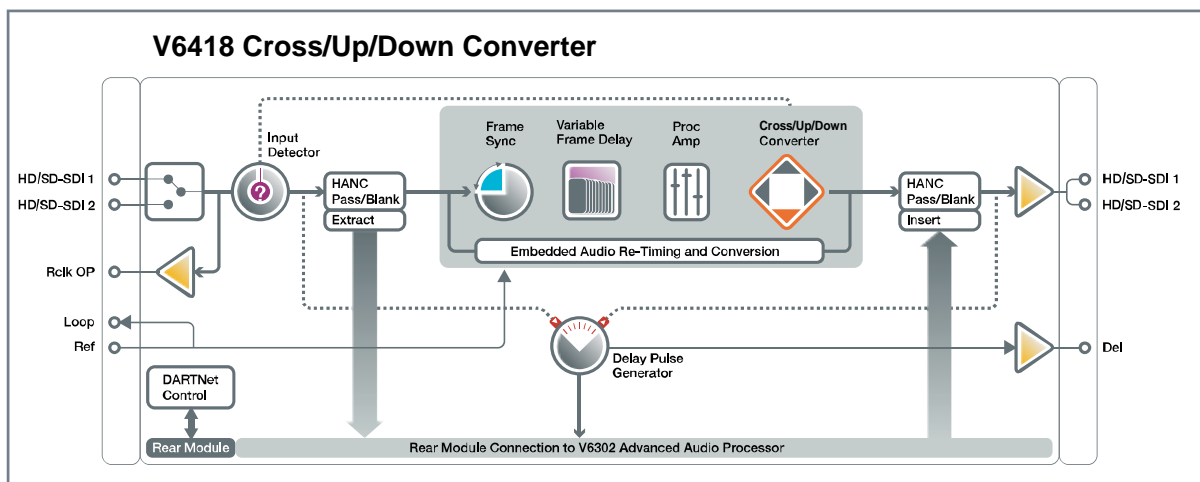 V6418 Cross/Up/Down Converter
Input
Detector
Frame
Sync
Variable
Frame Delay
Proc
Amp
Cross/Up/Down
Converter
HD/SD-SDI 1
HD/SD-SDI 2
HANC
Pass/Blank
Extract
HANC
Pass/Blank
Insert
HD/SD-SDI 1
HD/SD-SDI 2
Embedded Audio Re-Timing and Conversion
Rclk OP
Loop
Ref
Delay Pulse
Generator
Del
DARTNet
Control
Rear Module
Rear Module Connection to V6302 Advanced Audio Processor